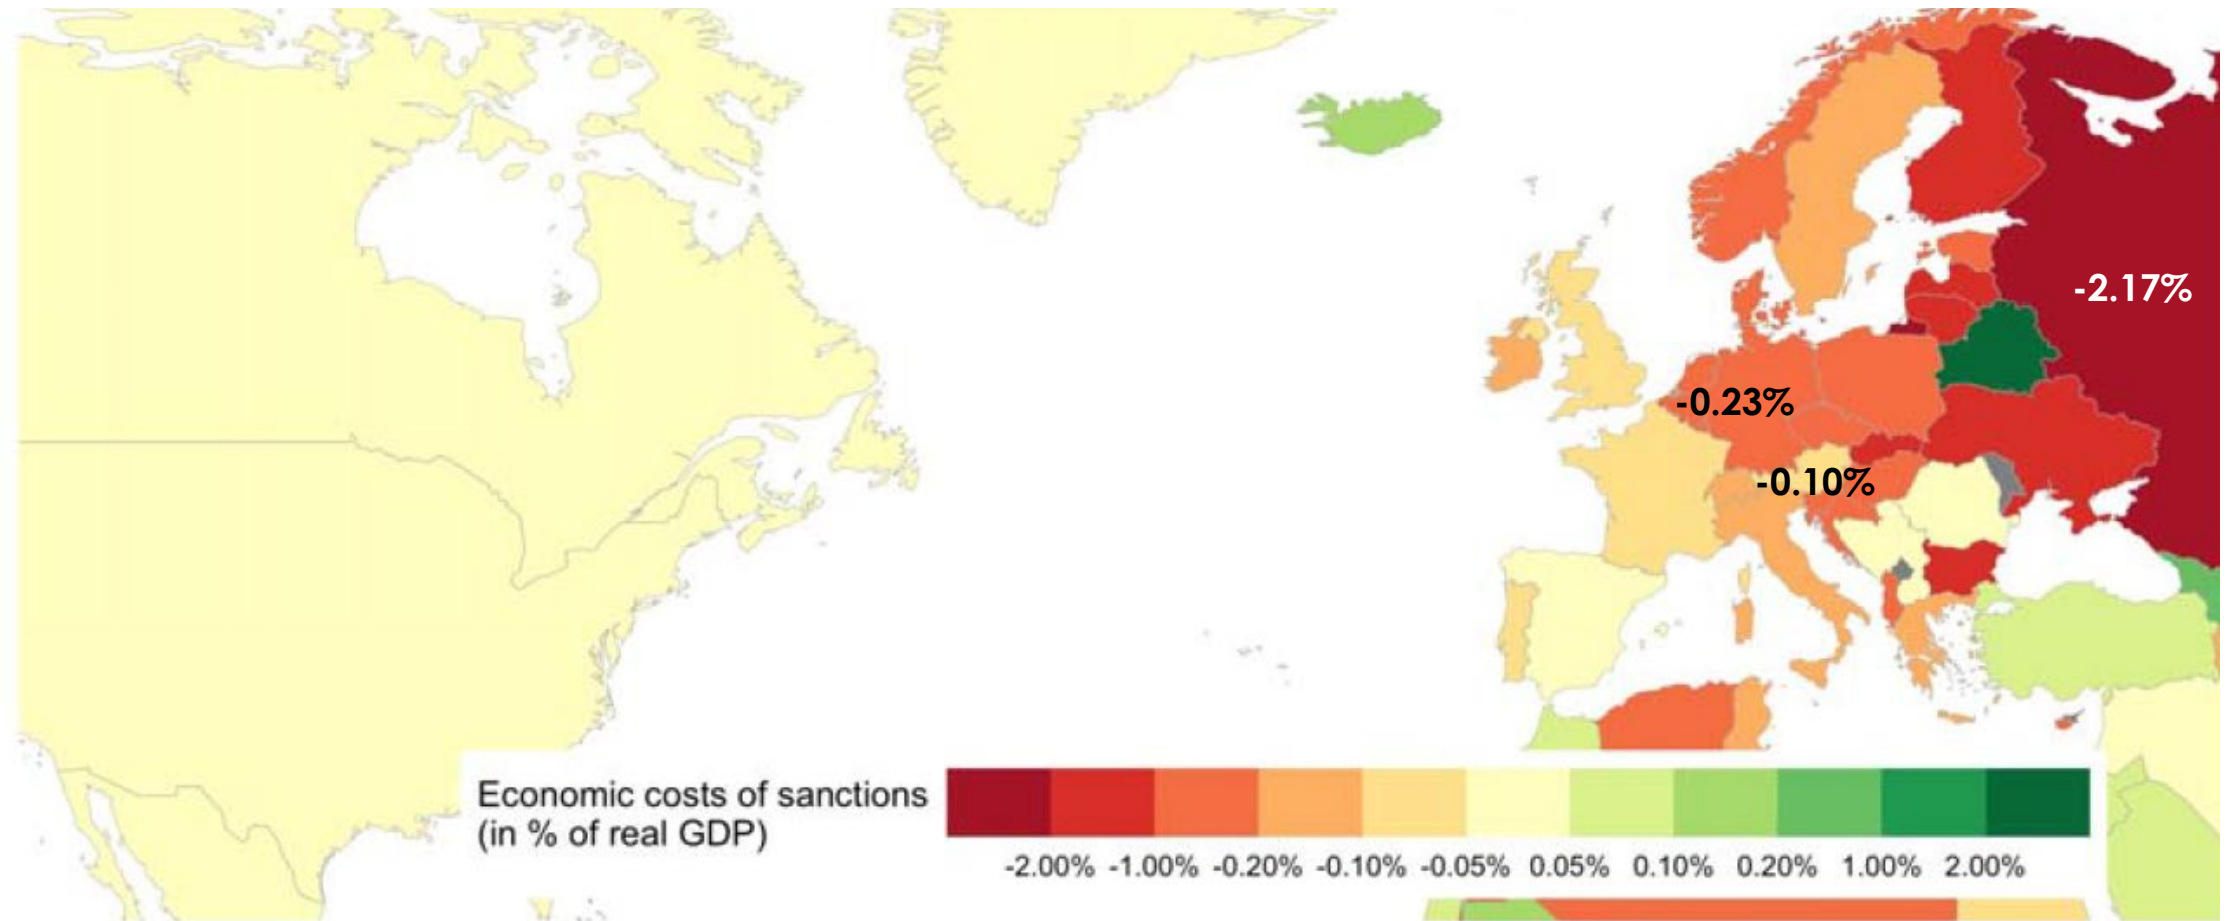 -2.17%
-0.23%
-0.10%
Economic costs of sanctions
(in % of real GDP)
-2.00% -1.00% -0.20% -0.10% -0.05% 0.05% 0.10% 0.20% 1.00% 2.00%